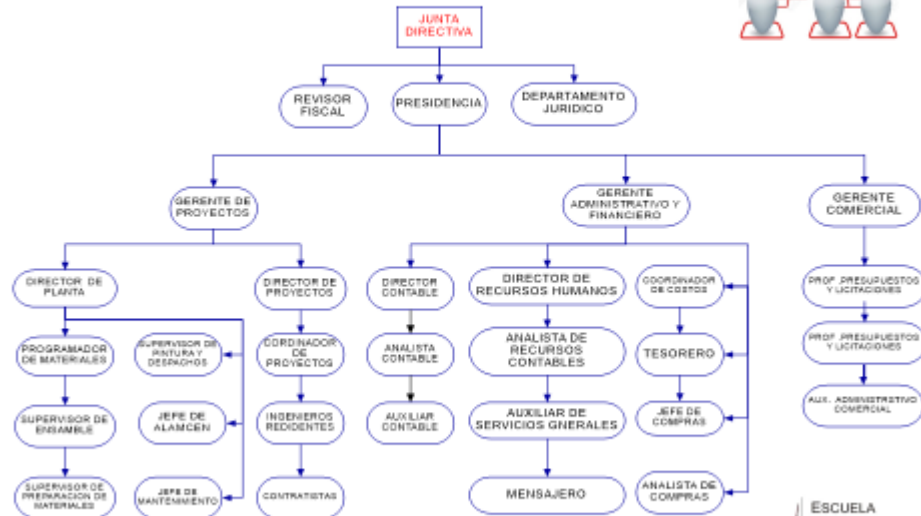 JUNTA
DIRECTIVA
REVISOR
FISCAL
PRESIDENCIA
DEPARTAMENTO
JURIDICO
GERENTE DE
PROYECTOS
GERENTE
ADMINISTRATIVO Y
FINANCIERO
GERENTE
COMERCIAL
DIRECTOR DE
PLANTA
DIRECTOR DE
PROYECTOS
DIRECTOR
CONTABLE
DIRECTOR DE
RECURSOS HUMANOS
COORDINADOR
DE COSTOS
PROF .PRESUPUESTOS
Y LICITACIONES
PROGRAMADOR
DE MATERIALES
SUPERVISOR DE
PINTURA Y
DESPACHOS
CORDINADOR
DE
PROYECTOS
ANALISTA
CONTABLE
ANALISTA DE
RECURSOS
CONTABLES
TESORERO
PROF .PRESUPUESTOS
Y LICITACIONES
SUPERVISOR DE
ENSAMBLE
JEFE DE
ALAMCEN
INGENIEROS
REDIDENTES
AUXILIAR
CONTABLE
AUXILIAR DE
SERVICIOS GNERALES
JEFE DE
COMPRAS
AUX. ADMINISTRTIVO
COMERCIAL
SUPERVISOR DE
PREPARACION DE
MATERIALES
JEFE DE
MANTENIMIENTO
CONTRATISTAS
MENSAJERO
ANALISTA DE
COMPRAS
ESCUELA